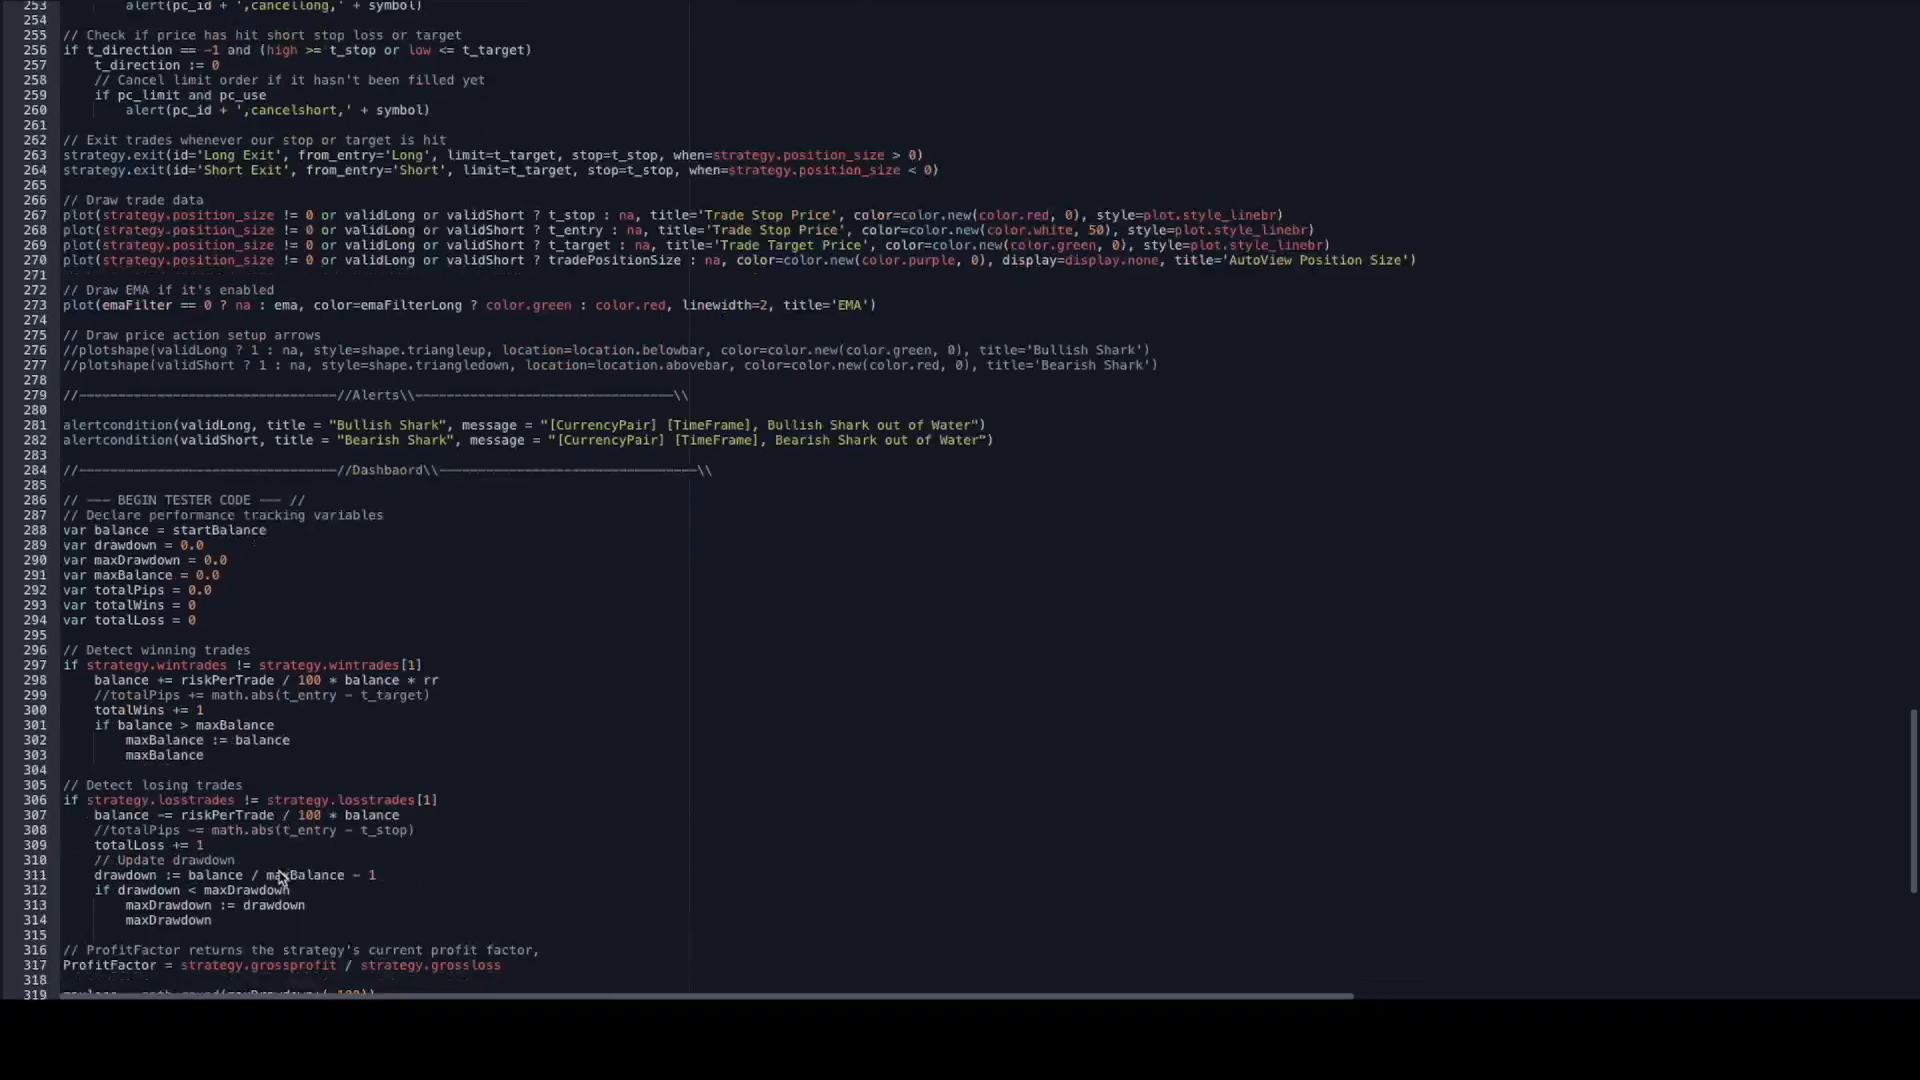 253 alert(pc_id + ',cancellong,' + symbol)
254
255 // Check if price has hit short stop loss or target
256 if t_direction == -1 and (high >= t_stop or low <= t_target)
257 t_direction := 0
258 // Cancel limit order if it hasn't been filled yet
259 if pc_limit and pc_use
260 alert(pc_id + ',cancelshort,' + symbol)
261
262 // Exit trades whenever our stop or target is hit
263 strategy.exit(id='Long Exit', from_entry='Long', limit=t_target, stop=t_stop, when=strategy.position_size > 0)
264 strategy.exit(id='Short Exit', from_entry='Short', limit=t_target, stop=t_stop, when=strategy.position_size < 0)
265
266 // Draw trade data
267 plot(strategy.position_size != 0 or validLong or validShort ? t_stop : na, title='Trade Stop Price', color=color.new(color.red, 0), style=plot.style_linebr)
268 plot(strategy.position_size != 0 or validLong or validShort ? t_entry : na, title='Trade Stop Price', color=color.new(color.white, 50), style=plot.style_linebr)
269 plot(strategy.position_size != 0 or validLong or validShort ? t_target : na, title='Trade Target Price', color=color.new(color.green, 0), style=plot.style_linebr)
270 plot(strategy.position_size != 0 or validLong or validShort ? tradePositionSize : na, color=color.new(color.purple, 0), display=display.none, title='AutoView Position Size')
271
272 // Draw EMA if it's enabled
273 plot(emaFilter == 0 ? na : ema, color=emaFilterLong ? color.green : color.red, linewidth=2, title='EMA')
274
275 // Draw price action setup arrows
276 //plotshape(validLong ? 1 : na, style=shape.triangleup, location=location.belowbar, color=color.new(color.green, 0), title='Bullish Shark')
277 //plotshape(validShort ? 1 : na, style=shape.triangledown, location=location.abovebar, color=color.new(color.red, 0), title='Bearish Shark')
278
279 //---------------------------------//Alerts\\---------------------------------\\
280
281 alertcondition(validLong, title = "Bullish Shark", message = "[CurrencyPair] [TimeFrame], Bullish Shark out of Water")
282 alertcondition(validShort, title = "Bearish Shark", message = "[CurrencyPair] [TimeFrame], Bearish Shark out of Water")
283
284 //---------------------------------//Dashbaord\\---------------------------------\\
285
286 // --- BEGIN TESTER CODE --- //
287 // Declare performance tracking variables
288 var balance = startBalance
289 var drawdown = 0.0
290 var maxDrawdown = 0.0
291 var maxBalance = 0.0
292 var totalPips = 0.0
293 var totalWins = 0
294 var totalLoss = 0
295
296 // Detect winning trades
297 if strategy.wintrades != strategy.wintrades[1]
298 balance += riskPerTrade / 100 * balance * rr
299 //totalPips += math.abs(t_entry - t_target)
300 totalWins += 1
301 if balance > maxBalance
302 maxBalance := balance
303 maxBalance
304
305 // Detect losing trades
306 if strategy.losstrades != strategy.losstrades[1]
307 balance -= riskPerTrade / 100 * balance
308 //totalPips -= math.abs(t_entry - t_stop)
309 totalLoss += 1
310 // Update drawdown
311 drawdown := balance / maxBalance - 1
312 if drawdown < maxDrawdown
313 maxDrawdown := drawdown
314 maxDrawdown
315
316 // ProfitFactor returns the strategy's current profit factor,
317 ProfitFactor = strategy.grossprofit / strategy.grossloss
318
319